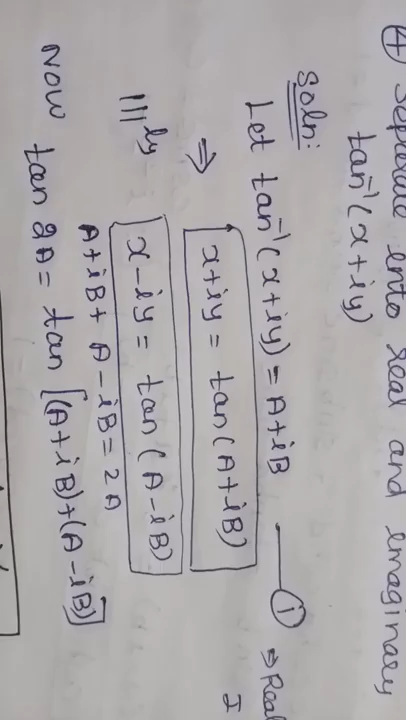 ④ Separate into real and imaginary
tan⁻¹(x+iy)
Soln:
Let tan⁻¹(x+iy) = A+iB — ① ⇒ Real
I
⇒ x+iy = tan(A+iB)
|||ly x-iy = tan(A-iB)
A+iB + A-iB = 2A
Now tan 2A = tan [(A+iB)+(A-iB)]